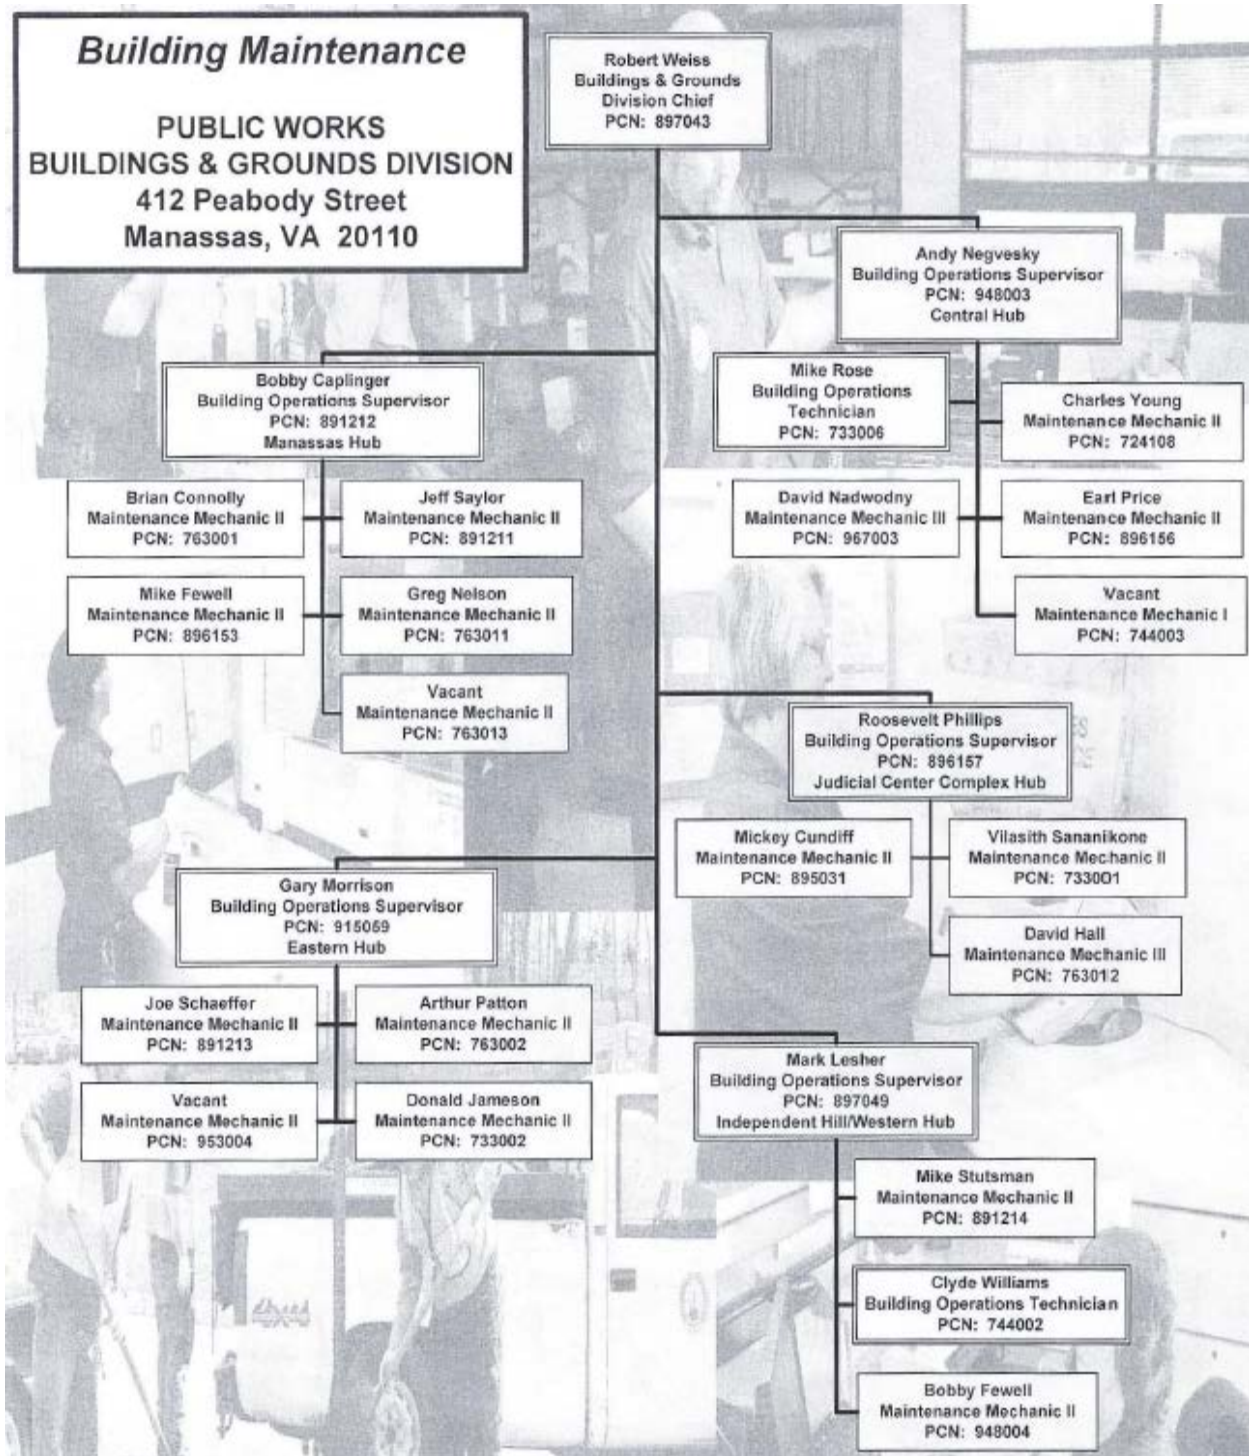 Building Maintenance
PUBLIC WORKS
BUILDINGS & GROUNDS DIVISION
412 Peabody Street
Manassas, VA 20110
Robert Weiss
Buildings & Grounds
Division Chief
PCN: 897043
Andy Negvesky
Building Operations Supervisor
PCN: 948003
Central Hub
Mike Rose
Building Operations
Technician
PCN: 733006
Charles Young
Maintenance Mechanic II
PCN: 724108
David Nadwodny
Maintenance Mechanic III
PCN: 967003
Earl Price
Maintenance Mechanic II
PCN: 896156
Vacant
Maintenance Mechanic I
PCN: 744003
Bobby Caplinger
Building Operations Supervisor
PCN: 891212
Manassas Hub
Brian Connolly
Maintenance Mechanic II
PCN: 763001
Jeff Saylor
Maintenance Mechanic II
PCN: 891211
Mike Fewell
Maintenance Mechanic II
PCN: 896153
Greg Nelson
Maintenance Mechanic II
PCN: 763011
Vacant
Maintenance Mechanic II
PCN: 763013
Roosevelt Phillips
Building Operations Supervisor
PCN: 896157
Judicial Center Complex Hub
Mickey Cundiff
Maintenance Mechanic II
PCN: 895031
Vilasith Sananikone
Maintenance Mechanic II
PCN: 733001
David Hall
Maintenance Mechanic III
PCN: 763012
Gary Morrison
Building Operations Supervisor
PCN: 915059
Eastern Hub
Joe Schaeffer
Maintenance Mechanic II
PCN: 891213
Arthur Patton
Maintenance Mechanic II
PCN: 763002
Vacant
Maintenance Mechanic II
PCN: 953004
Donald Jameson
Maintenance Mechanic II
PCN: 733002
Mark Lesher
Building Operations Supervisor
PCN: 897049
Independent Hill/Western Hub
Mike Stutsman
Maintenance Mechanic II
PCN: 891214
Clyde Williams
Building Operations Technician
PCN: 744002
Bobby Fewell
Maintenance Mechanic II
PCN: 948004